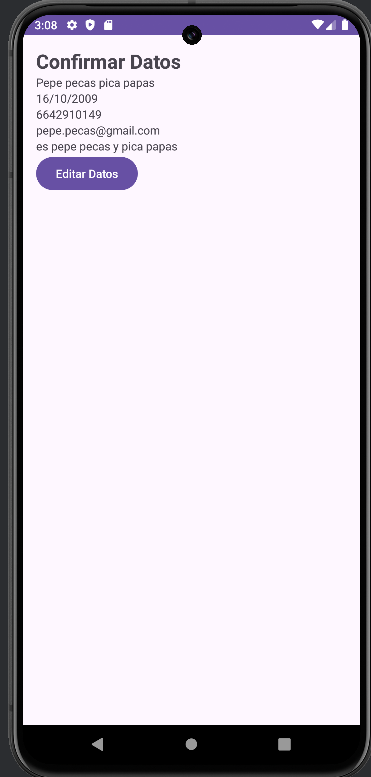 3:08
Confirmar Datos
Pepe pecas pica papas
16/10/2009
6642910149
pepe.pecas@gmail.com
es pepe pecas y pica papas
Editar Datos